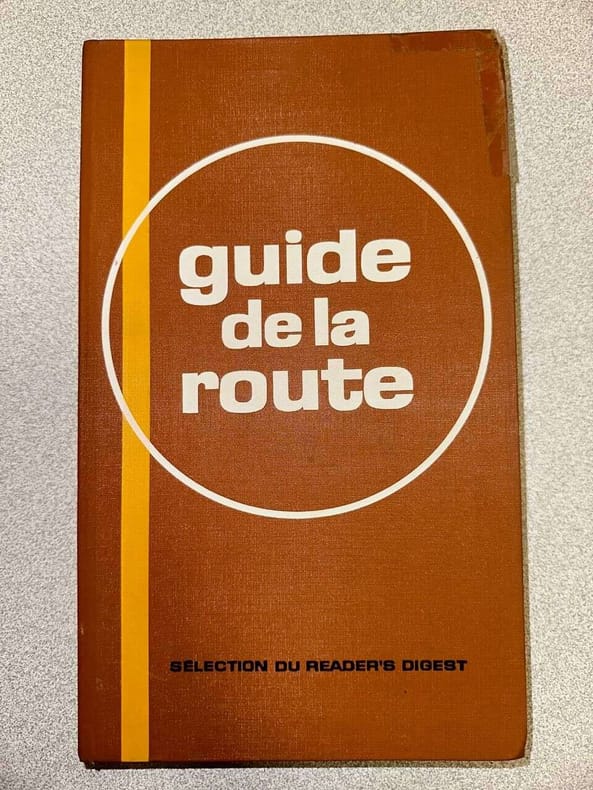 guide
de la
route
SÉLECTION DU READER'S DIGEST